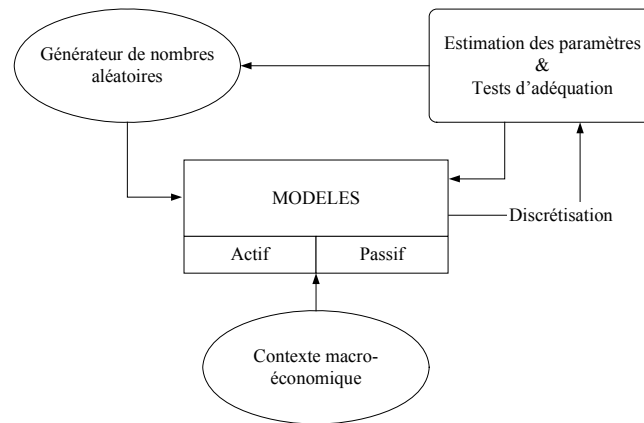 Générateur de nombres
aléatoires
Estimation des paramètres
&
Tests d'adéquation
MODELES
Discrétisation
Actif
Passif
Contexte macro-
économique